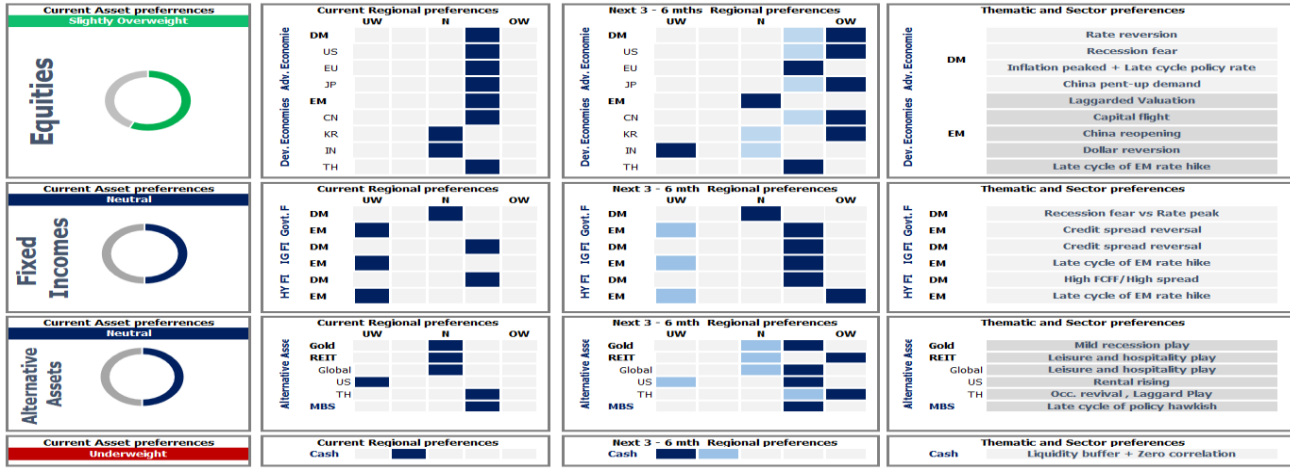 Current Asset preferrences
Slightly Overweight
Equities
Current Regional preferences
UW N OW
Adv. Economie
DM
US
EU
JP
Dev. Economies
EM
CN
KR
IN
TH
Next 3 - 6 mths Regional preferences
UW N OW
Adv. Economie
DM
US
EU
JP
Dev. Economies
EM
CN
KR
IN
TH
Thematic and Sector preferences
Adv. Economie
DM
Rate reversion
Recession fear
Inflation peaked + Late cycle policy rate
China pent-up demand
Dev. Economies
EM
Laggarded Valuation
Capital flight
China reopening
Dollar reversion
Late cycle of EM rate hike
Current Asset preferrences
Neutral
Fixed
Incomes
Current Regional preferences
UW N OW
Govt. F
DM
EM
IG FI
DM
EM
HY FI
DM
EM
Next 3 - 6 mth Regional preferences
UW N OW
Govt. F
DM
EM
IG FI
DM
EM
HY FI
DM
EM
Thematic and Sector preferences
Govt. F
DM Recession fear vs Rate peak
EM Credit spread reversal
IG FI
DM Credit spread reversal
EM Late cycle of EM rate hike
HY FI
DM High FCFF/High spread
EM Late cycle of EM rate hike
Current Asset preferrences
Neutral
Alternative
Assets
Current Regional preferences
UW N OW
Alternative Asse
Gold
REIT
Global
US
TH
MBS
Next 3 - 6 mth Regional preferences
UW N OW
Alternative Asse
Gold
REIT
Global
US
TH
MBS
Thematic and Sector preferences
Alternative Asse
Gold Mild recession play
REIT Leisure and hospitality play
Global Leisure and hospitality play
US Rental rising
TH Occ. revival , Laggard Play
MBS Late cycle of policy hawkish
Current Asset preferrences
Underweight
Current Regional preferences
Cash
Next 3 - 6 mth Regional preferences
Cash
Thematic and Sector preferences
Cash Liquidity buffer + Zero correlation